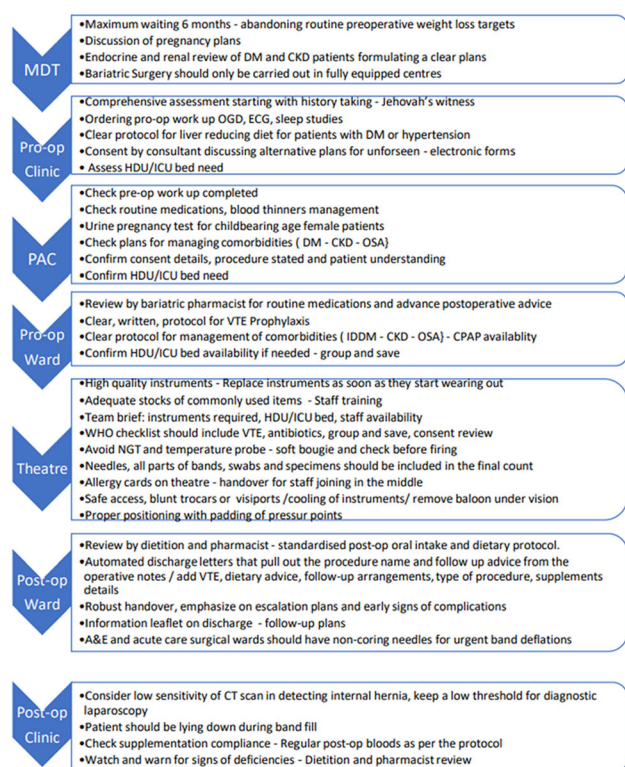 MDT
•Maximum waiting 6 months - abandoning routine preoperative weight loss targets
•Discussion of pregnancy plans
•Endocrine and renal review of DM and CKD patients formulating a clear plans
•Bariatric Surgery should only be carried out in fully equipped centres
Pro-op
Clinic
•Comprehensive assessment starting with history taking - Jehovah's witness
•Ordering pro-op work up OGD, ECG, sleep studies
•Clear protocol for liver reducing diet for patients with DM or hypertension
•Consent by consultant discussing alternative plans for unforseen - electronic forms
• Assess HDU/ICU bed need
PAC
•Check pre-op work up completed
•Check routine medications, blood thinners management
•Urine pregnancy test for childbearing age female patients
•Check plans for managing comorbidities ( DM - CKD - OSA}
•Confirm consent details, procedure stated and patient understanding
•Confirm HDU/ICU bed need
Pro-op
Ward
•Review by bariatric pharmacist for routine medications and advance postoperative advice
•Clear, written, protocol for VTE Prophylaxis
•Clear protocol for management of comorbidities ( IDDM - CKD - OSA} - CPAP availablity
•Confirm HDU/ICU bed availability if needed - group and save
Theatre
•High quality instruments - Replace instruments as soon as they start wearing out
•Adequate stocks of commonly used items - Staff training
•Team brief: instruments required, HDU/ICU bed, staff availability
•WHO checklist should include VTE, antibiotics, group and save, consent review
•Avoid NGT and temperature probe - soft bougie and check before firing
•Needles, all parts of bands, swabs and specimens should be included in the final count
•Allergy cards on theatre - handover for staff joining in the middle
•Safe access, blunt trocars or visiports /cooling of instruments/ remove baloon under vision
•Proper positioning with padding of pressur points
Post-op
Ward
•Review by dietition and pharmacist - standardised post-op oral intake and dietary protocol.
•Automated discharge letters that pull out the procedure name and follow up advice from the
operative notes / add VTE, dietary advice, follow-up arrangements, type of procedure, supplements
details
•Robust handover, emphasize on escalation plans and early signs of complications
•Information leaflet on discharge - follow-up plans
•A&E and acute care surgical wards should have non-coring needles for urgent band deflations
Post-op
Clinic
•Consider low sensitivity of CT scan in detecting internal hernia, keep a low threshold for diagnostic
laparoscopy
•Patient should be lying down during band fill
•Check supplementation compliance - Regular post-op bloods as per the protocol
•Watch and warn for signs of deficiencies - Dietition and pharmacist review